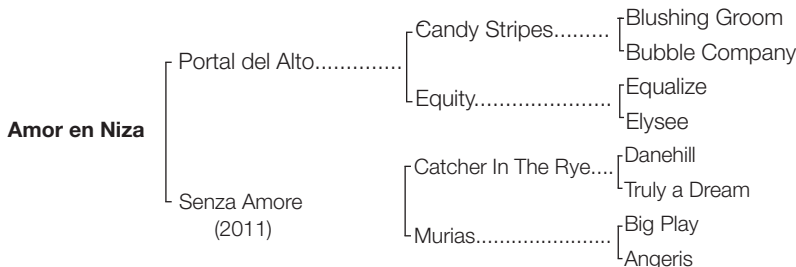 Blushing Groom
Candy Stripes.........
Bubble Company
Portal del Alto..............
Equalize
Equity......................
Elysee
Amor en Niza
Danehill
Catcher In The Rye....
Truly a Dream
Senza Amore
(2011)
Big Play
Murias.......................
Angeris